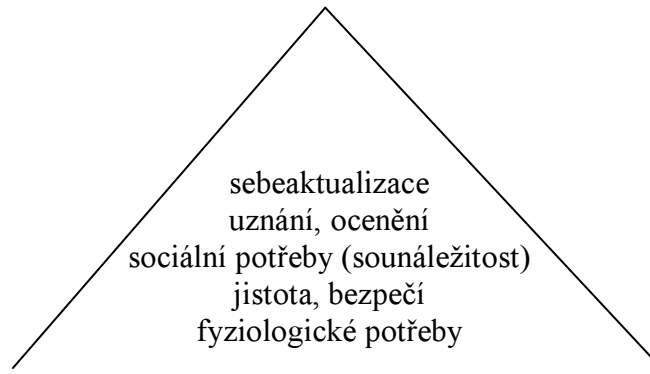 sebeaktualizace
uznání, ocenění
sociální potřeby (sounáležitost)
jistota, bezpečí
fyziologické potřeby